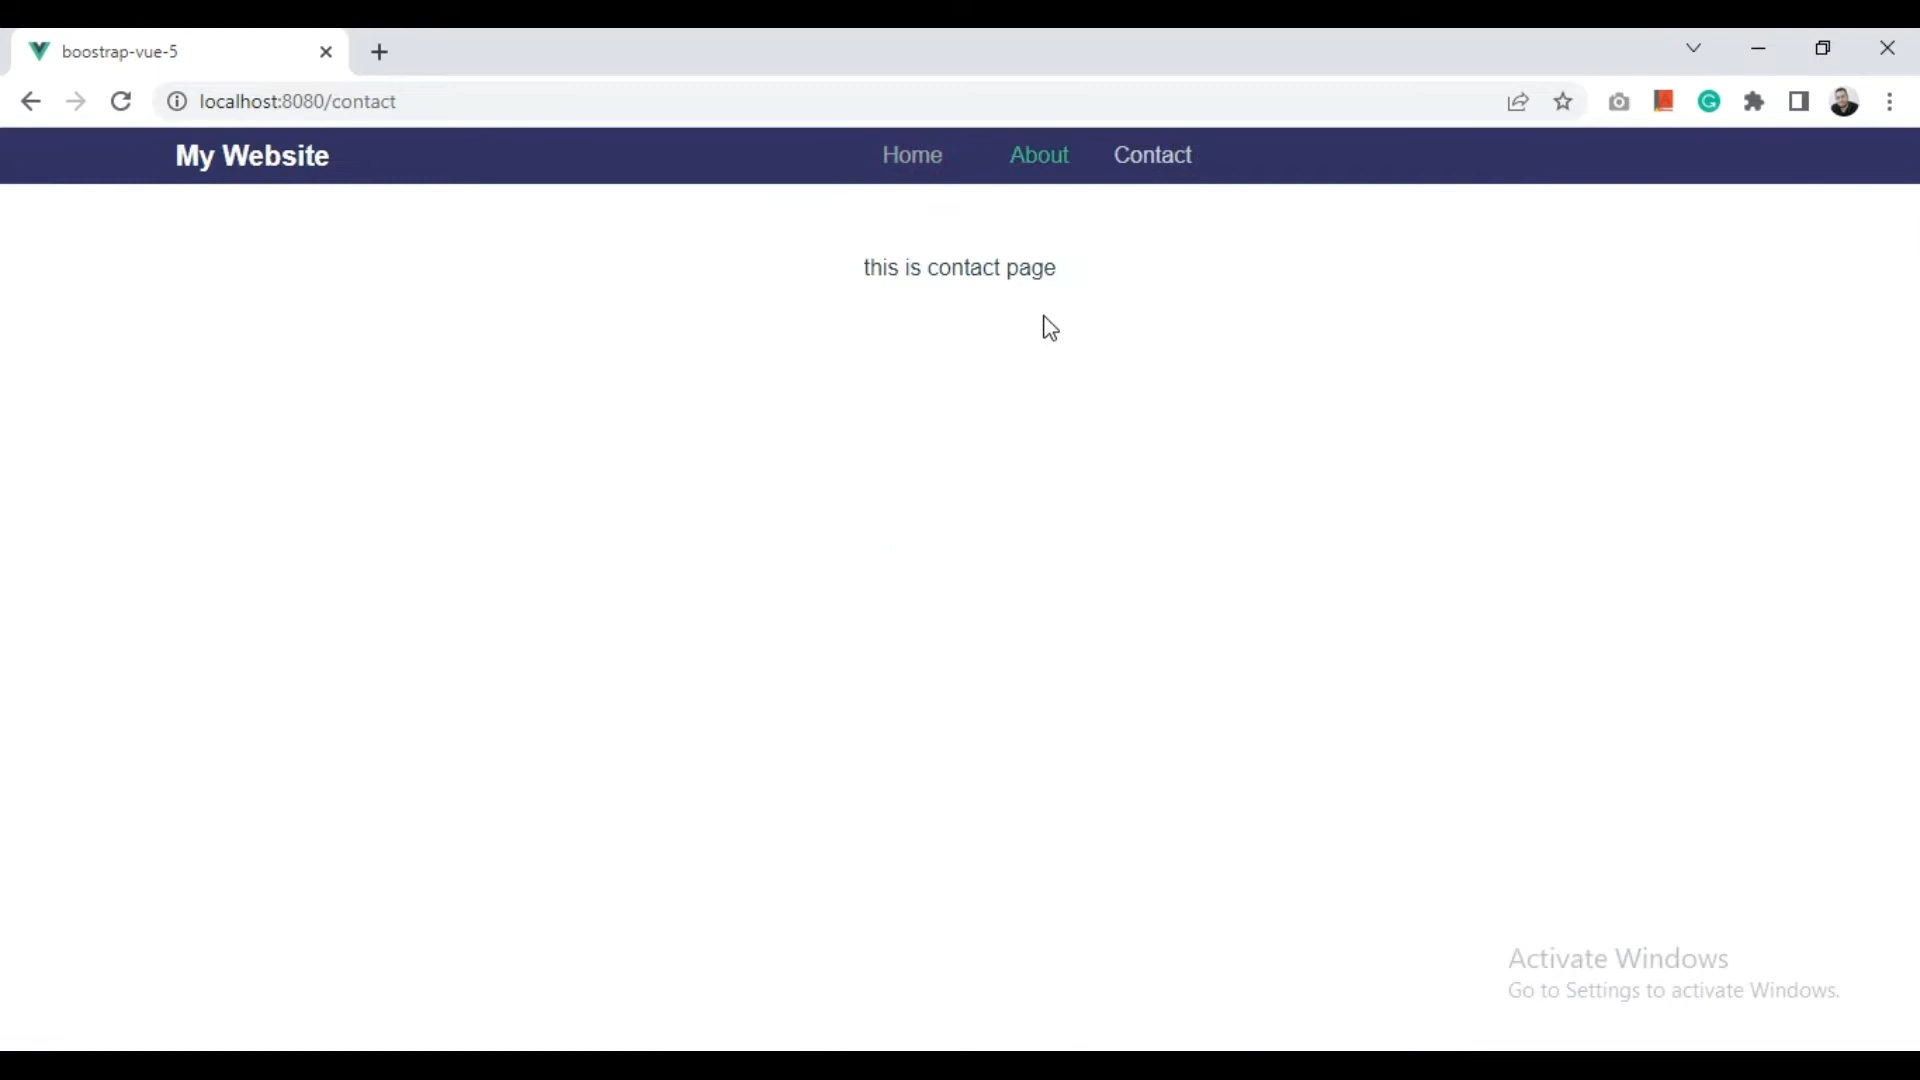 boostrap-vue-5
localhost:8080/contact
My Website
Home
About
Contact
this is contact page
Activate Windows
Go to Settings to activate Windows.